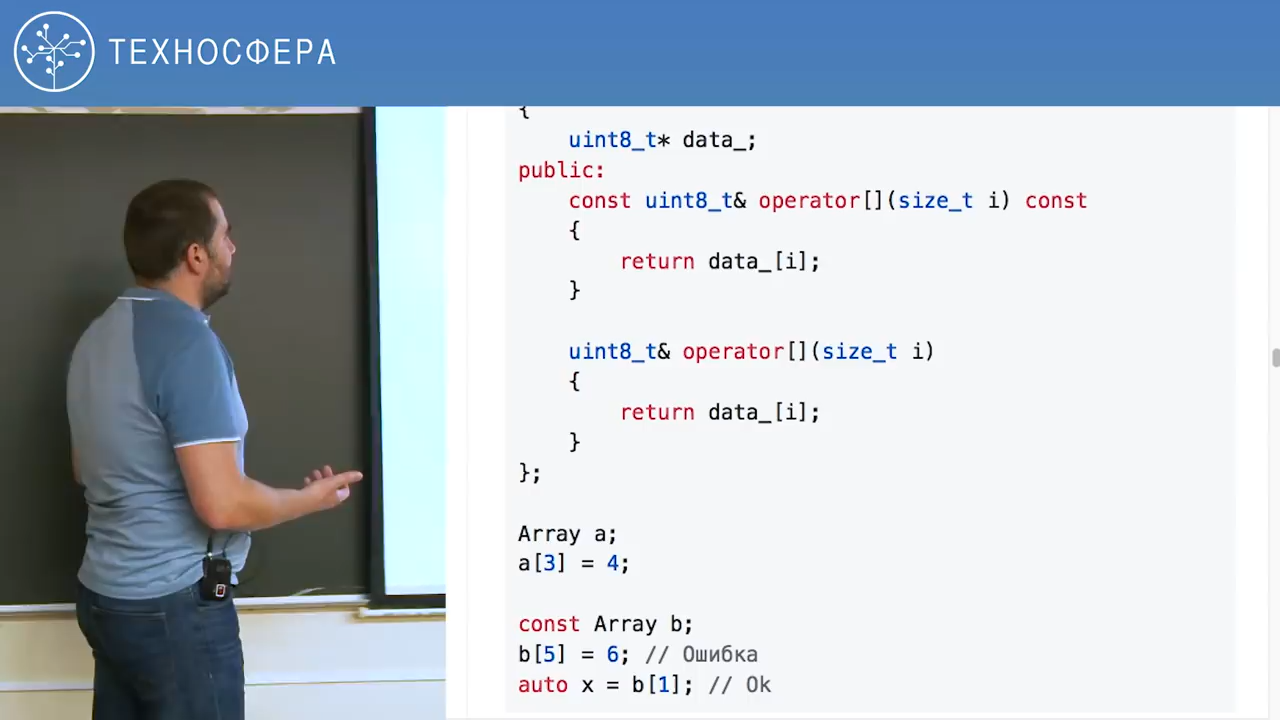 ТЕХНОСФЕРА
{
uint8_t* data_;
public:
const uint8_t& operator[](size_t i) const
{
return data_[i];
}
uint8_t& operator[](size_t i)
{
return data_[i];
}
};
Array a;
a[3] = 4;
const Array b;
b[5] = 6; // Ошибка
auto x = b[1]; // Ok